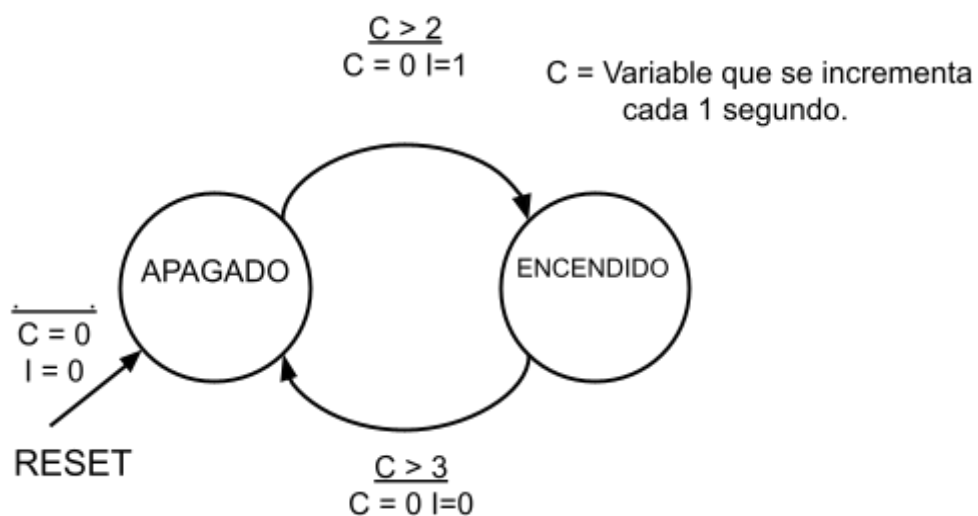 C > 2
C = 0 I=1
C = Variable que se incrementa
cada 1 segundo.
APAGADO
ENCENDIDO
. .
C = 0
I = 0
RESET
C > 3
C = 0 I=0